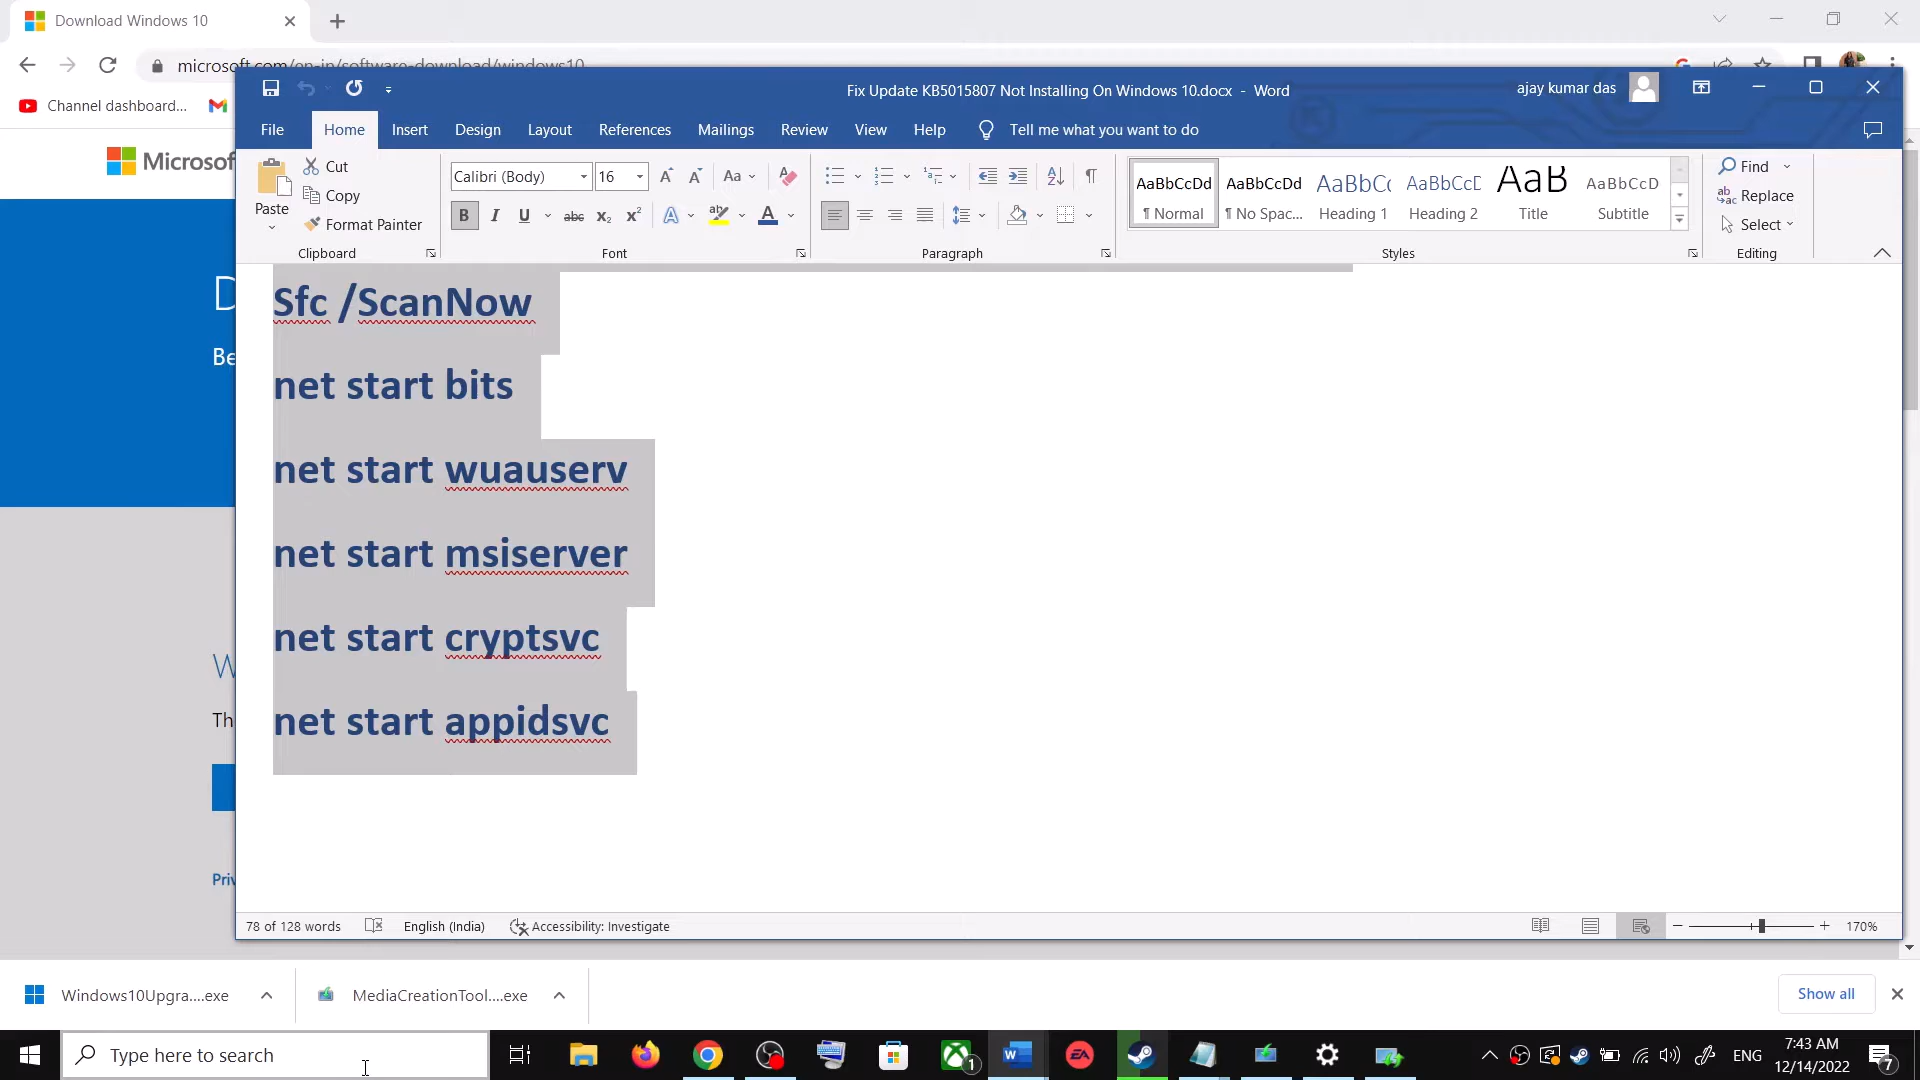 Download Windows 10
microsoft.com/en-in/software-download/windows10
Channel dashboard...
Fix Update KB5015807 Not Installing On Windows 10.docx - Word
ajay kumar das
File Home Insert Design Layout References Mailings Review View Help Tell me what you want to do
Paste
Cut
Copy
Format Painter
Clipboard
Calibri (Body) 16
Font
Paragraph
AaBbCcDd AaBbCcDd AaBbCc AaBbCcD AaB AaBbCcD
¶ Normal ¶ No Spac... Heading 1 Heading 2 Title Subtitle
Styles
Find
Replace
Select
Editing
Microsof
D
Be
Sfc /ScanNow
net start bits
net start wuauserv
net start msiserver
net start cryptsvc
net start appidsvc
W
Th
Priv
78 of 128 words English (India) Accessibility: Investigate 170%
Windows10Upgra....exe MediaCreationTool....exe Show all
Type here to search
1
ENG
7:43 AM
12/14/2022
7